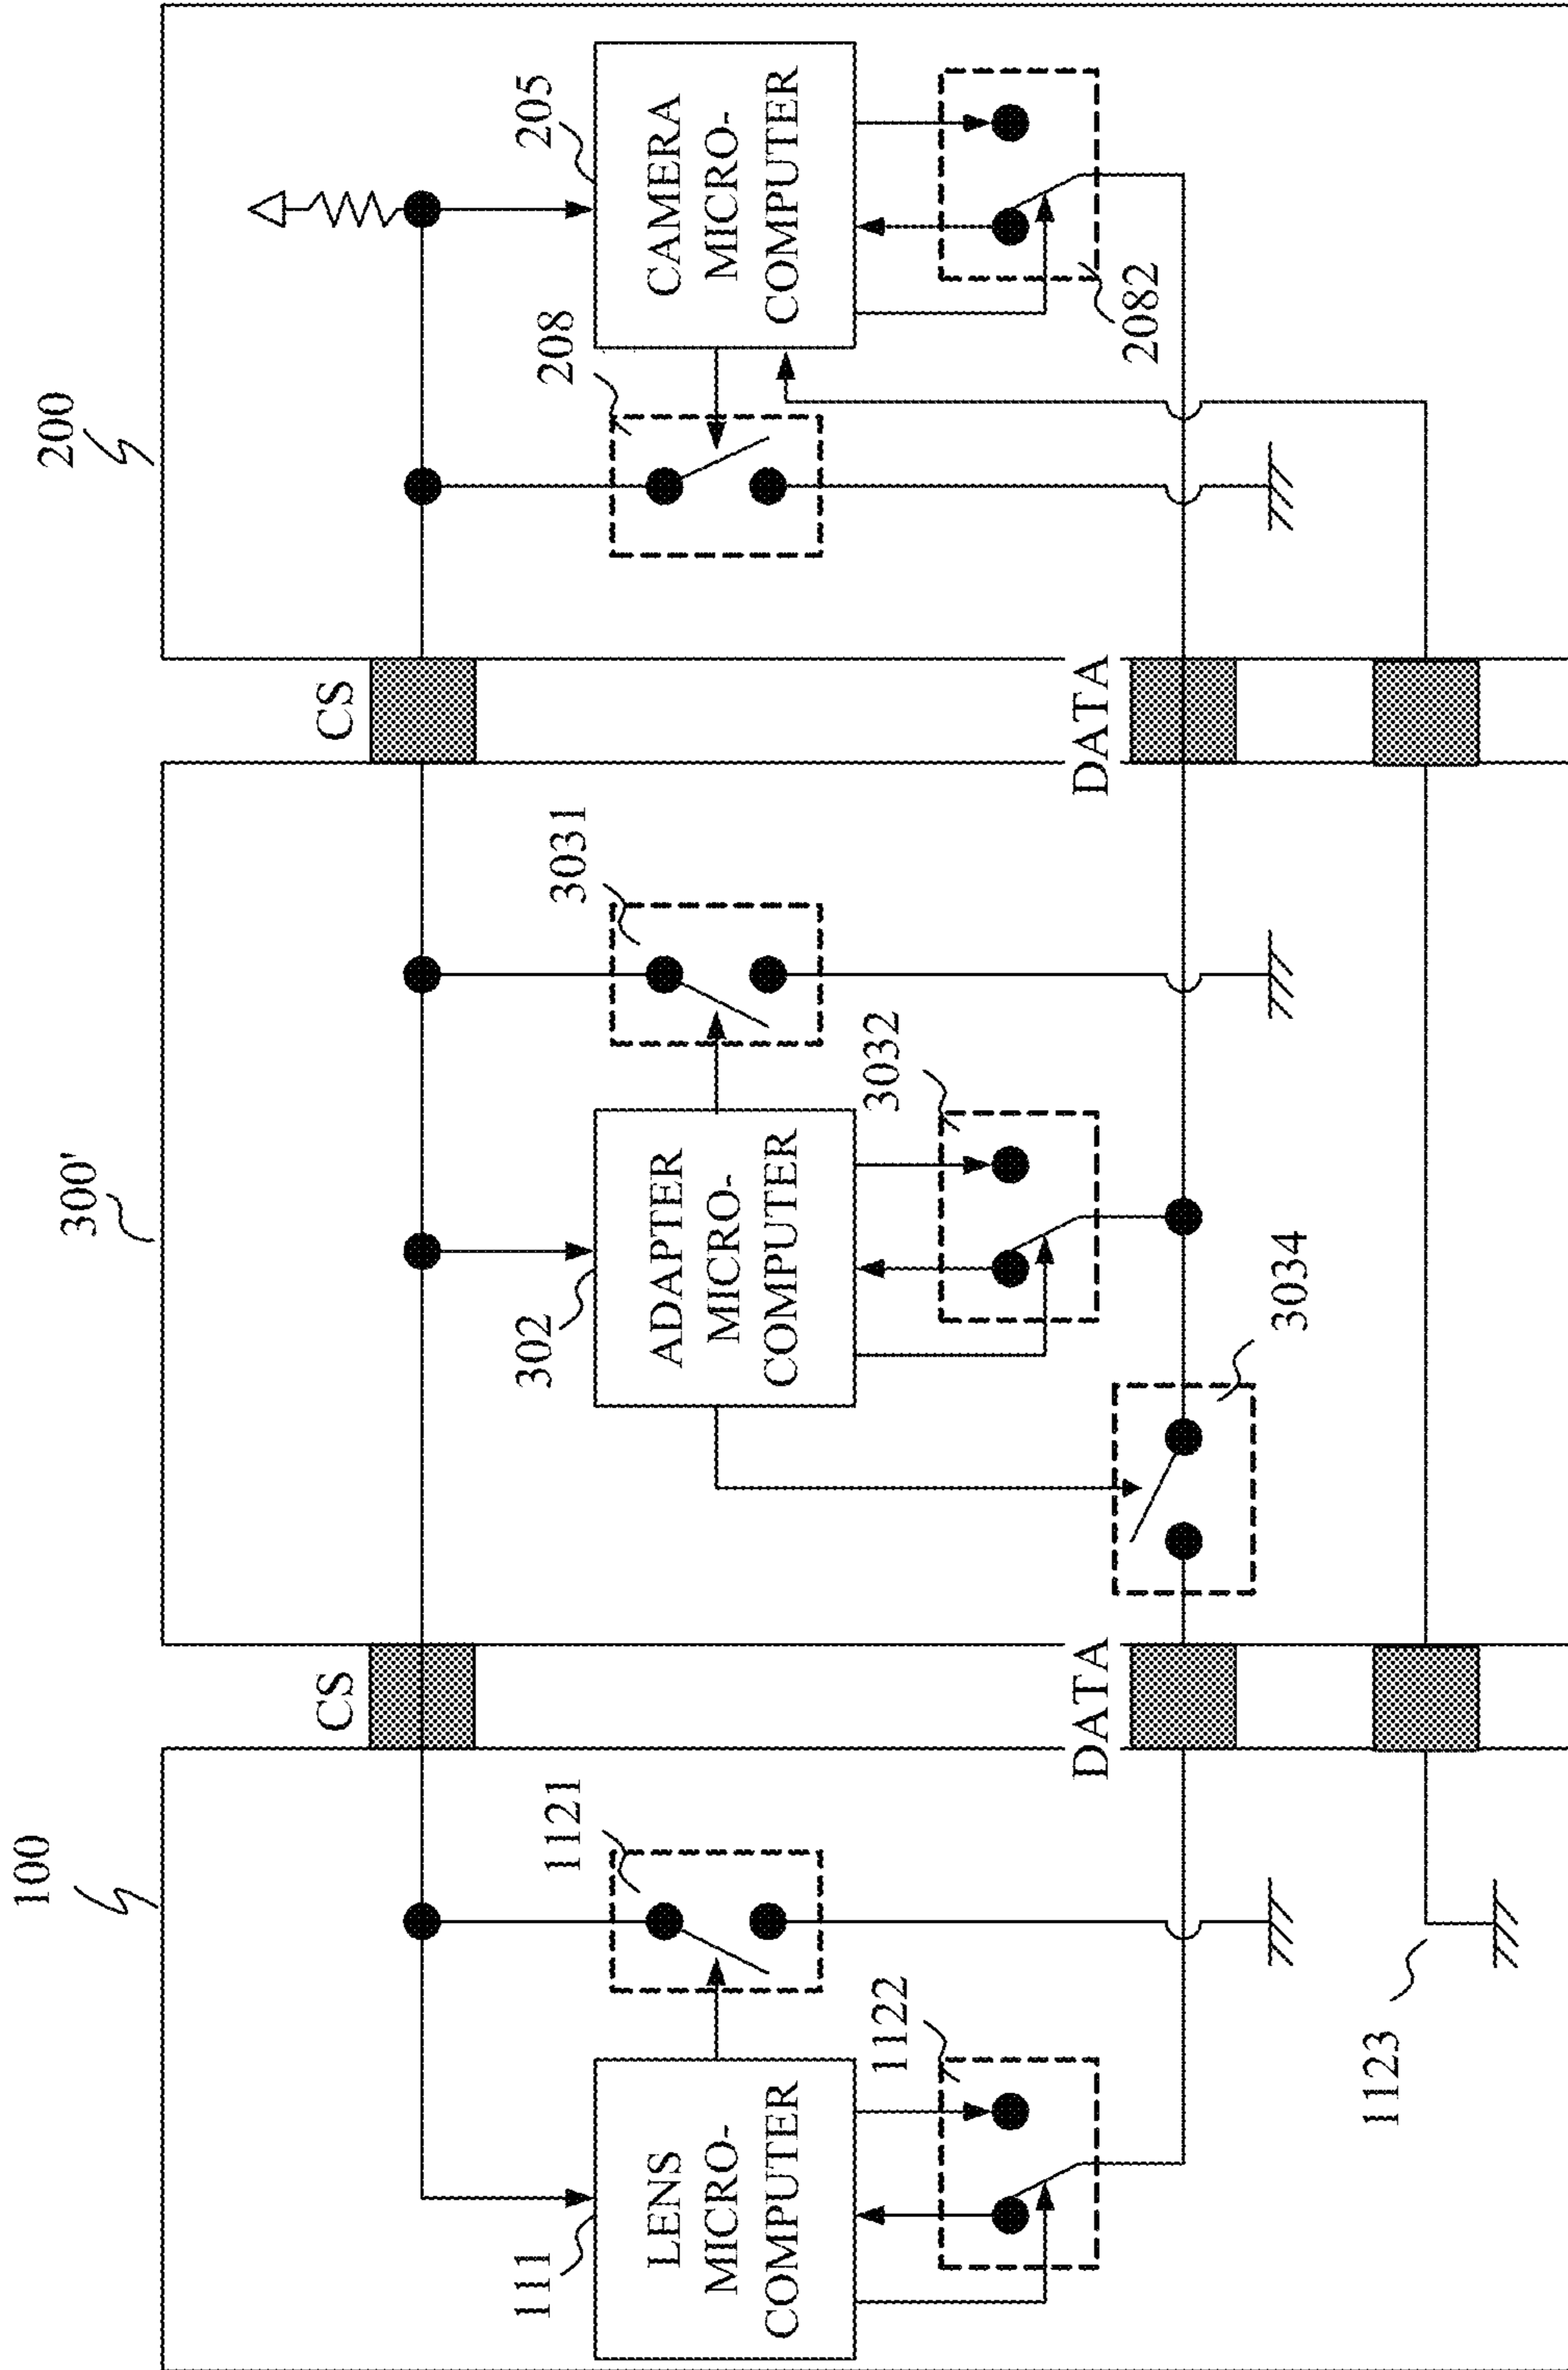 100
300'
200
CS
CS
LENS
MICRO-
COMPUTER
111
1121
1122
1123
DATA
ADAPTER
MICRO-
COMPUTER
302
3031
3032
3034
DATA
CAMERA
MICRO-
COMPUTER
205
208
2082